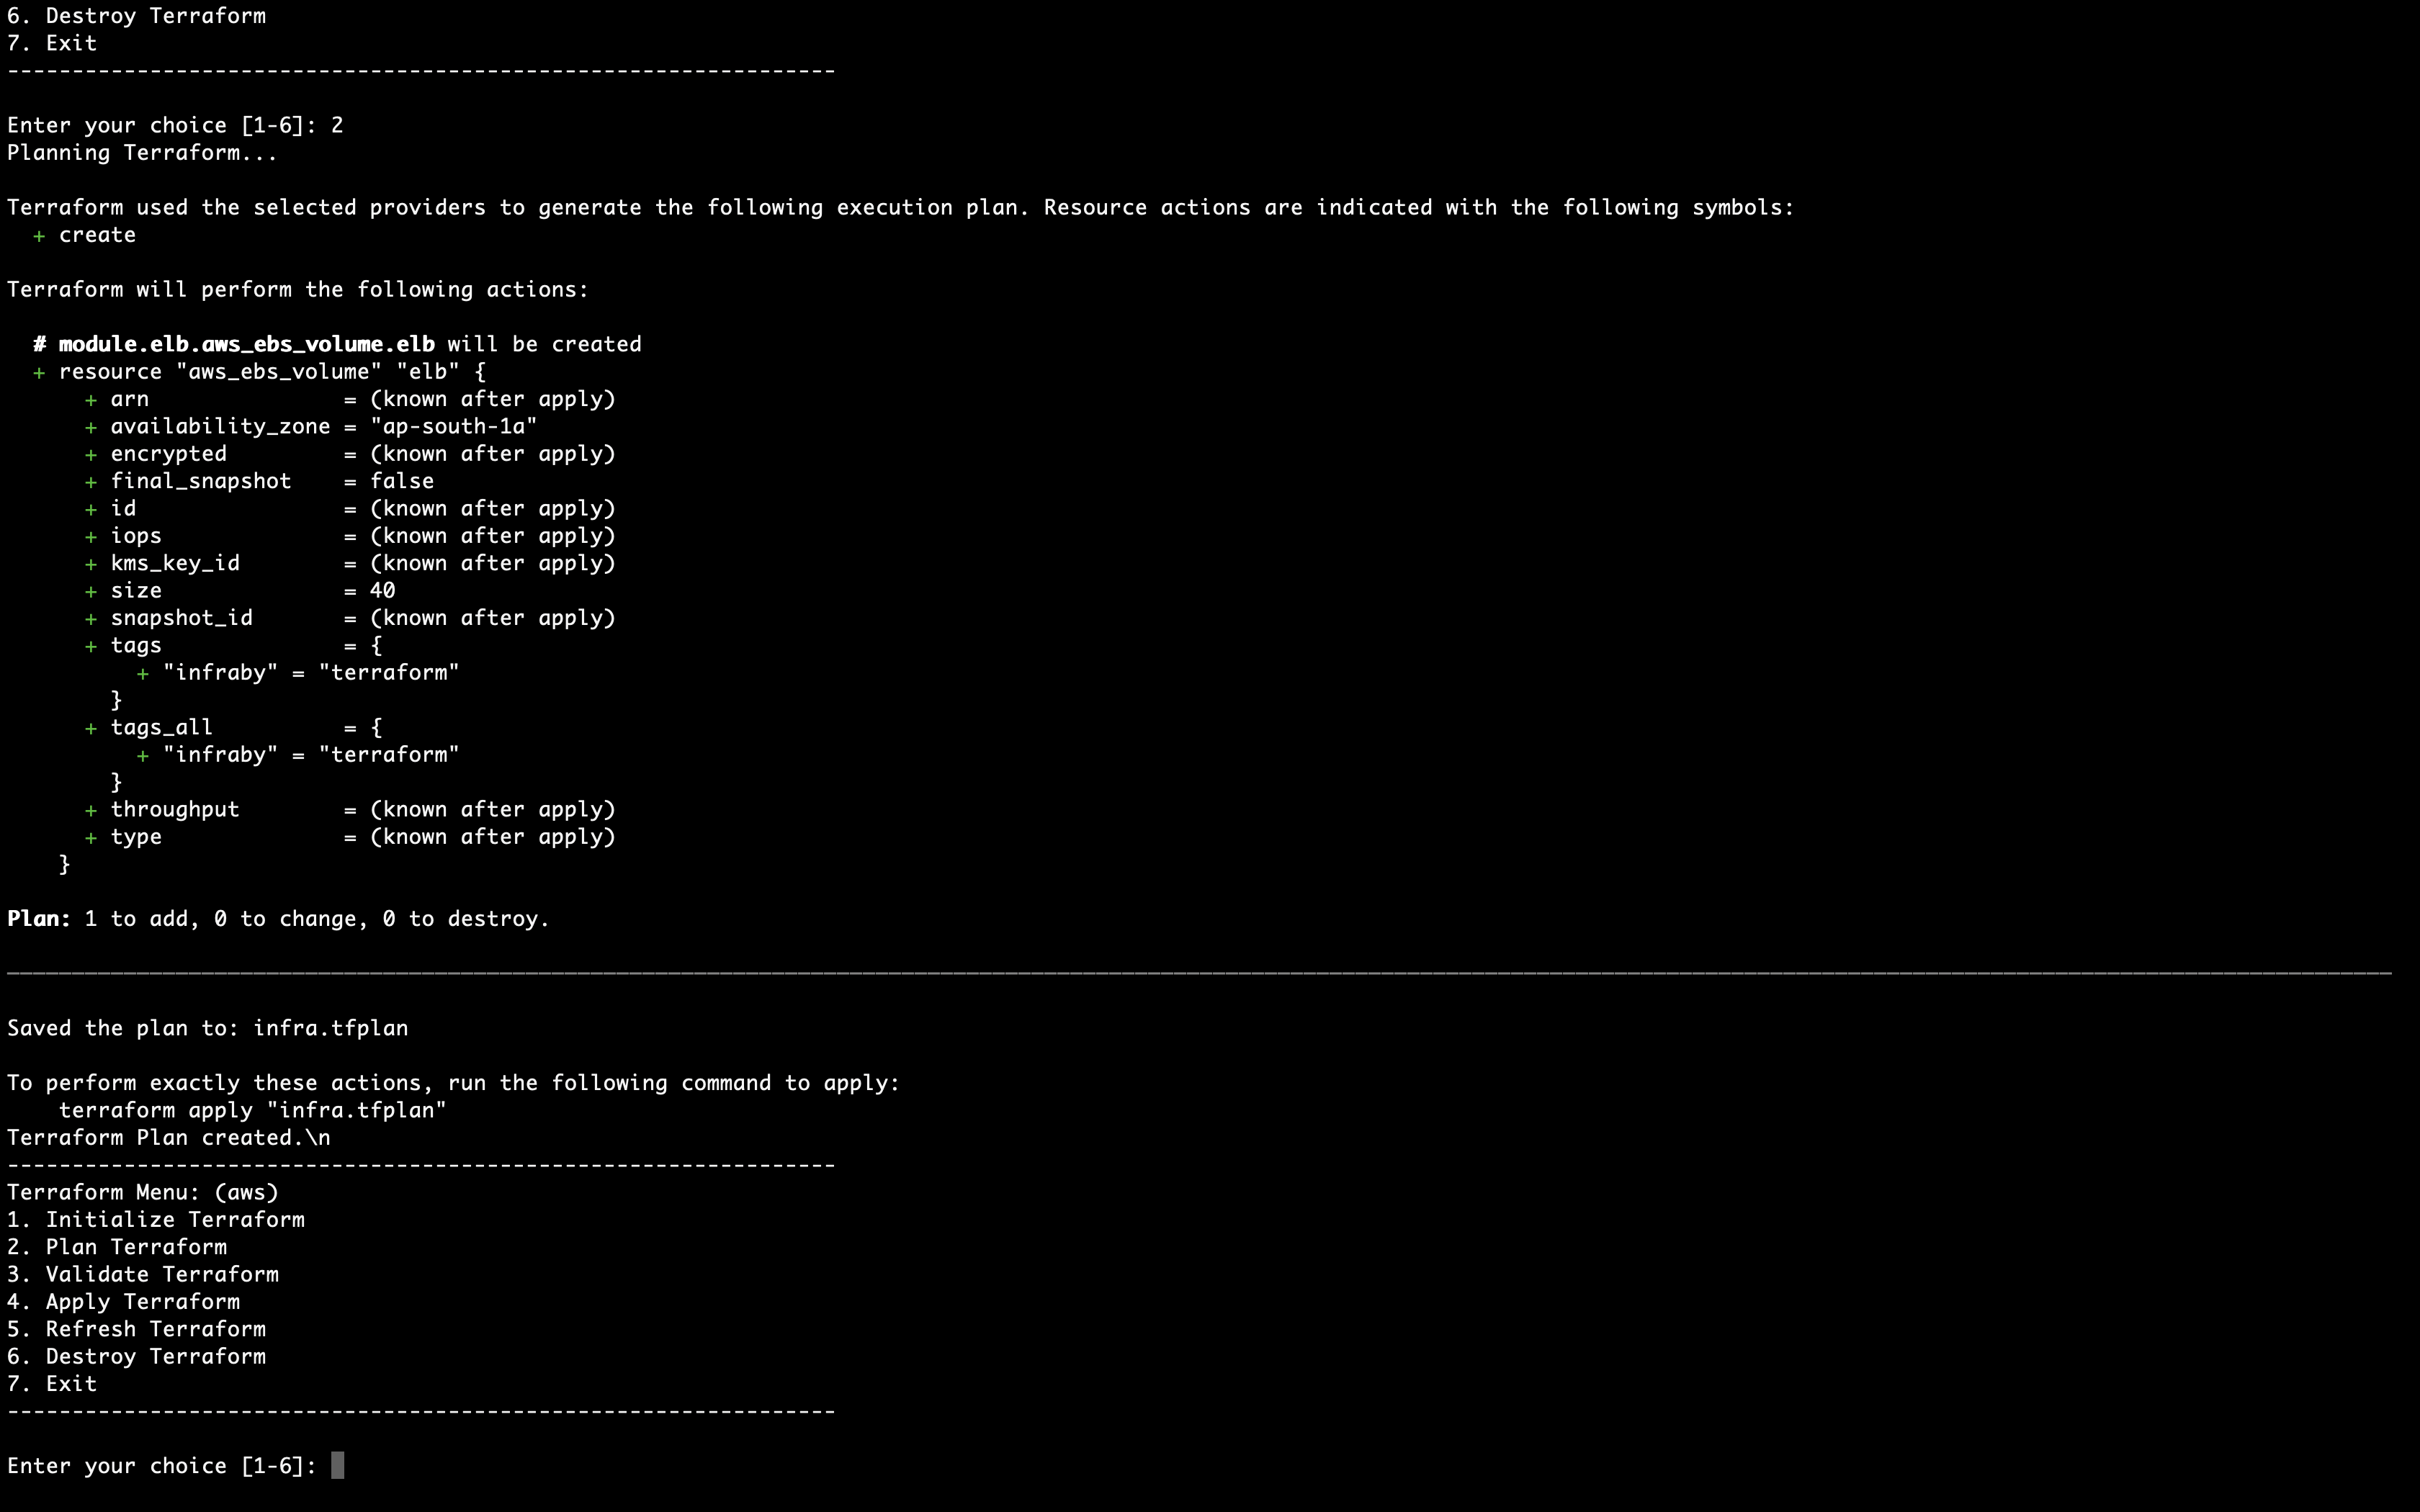 6. Destroy Terraform
7. Exit
----------------------------------------------------------------
Enter your choice [1-6]: 2
Planning Terraform...
Terraform used the selected providers to generate the following execution plan. Resource actions are indicated with the following symbols:
  + create
Terraform will perform the following actions:
  # module.elb.aws_ebs_volume.elb will be created
  + resource "aws_ebs_volume" "elb" {
      + arn               = (known after apply)
      + availability_zone = "ap-south-1a"
      + encrypted         = (known after apply)
      + final_snapshot    = false
      + id                = (known after apply)
      + iops              = (known after apply)
      + kms_key_id        = (known after apply)
      + size              = 40
      + snapshot_id       = (known after apply)
      + tags              = {
          + "infraby" = "terraform"
        }
      + tags_all          = {
          + "infraby" = "terraform"
        }
      + throughput        = (known after apply)
      + type              = (known after apply)
    }
Plan: 1 to add, 0 to change, 0 to destroy.
Saved the plan to: infra.tfplan
To perform exactly these actions, run the following command to apply:
    terraform apply "infra.tfplan"
Terraform Plan created.\n
----------------------------------------------------------------
Terraform Menu: (aws)
1. Initialize Terraform
2. Plan Terraform
3. Validate Terraform
4. Apply Terraform
5. Refresh Terraform
6. Destroy Terraform
7. Exit
----------------------------------------------------------------
Enter your choice [1-6]: